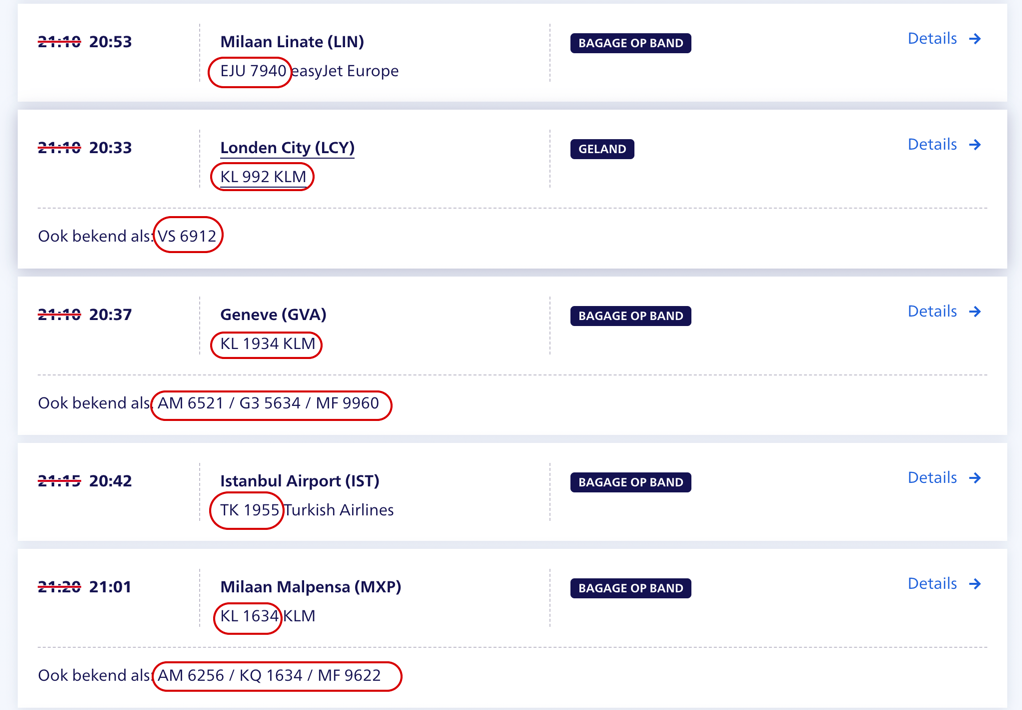 21:10 20:53 Milaan Linate (LIN) BAGAGE OP BAND Details →
EJU 7940 easyJet Europe
21:10 20:33 Londen City (LCY) GELAND Details →
KL 992 KLM
Ook bekend als: VS 6912
21:10 20:37 Geneve (GVA) BAGAGE OP BAND Details →
KL 1934 KLM
Ook bekend als: AM 6521 / G3 5634 / MF 9960
21:15 20:42 Istanbul Airport (IST) BAGAGE OP BAND Details →
TK 1955 Turkish Airlines
21:20 21:01 Milaan Malpensa (MXP) BAGAGE OP BAND Details →
KL 1634 KLM
Ook bekend als: AM 6256 / KQ 1634 / MF 9622